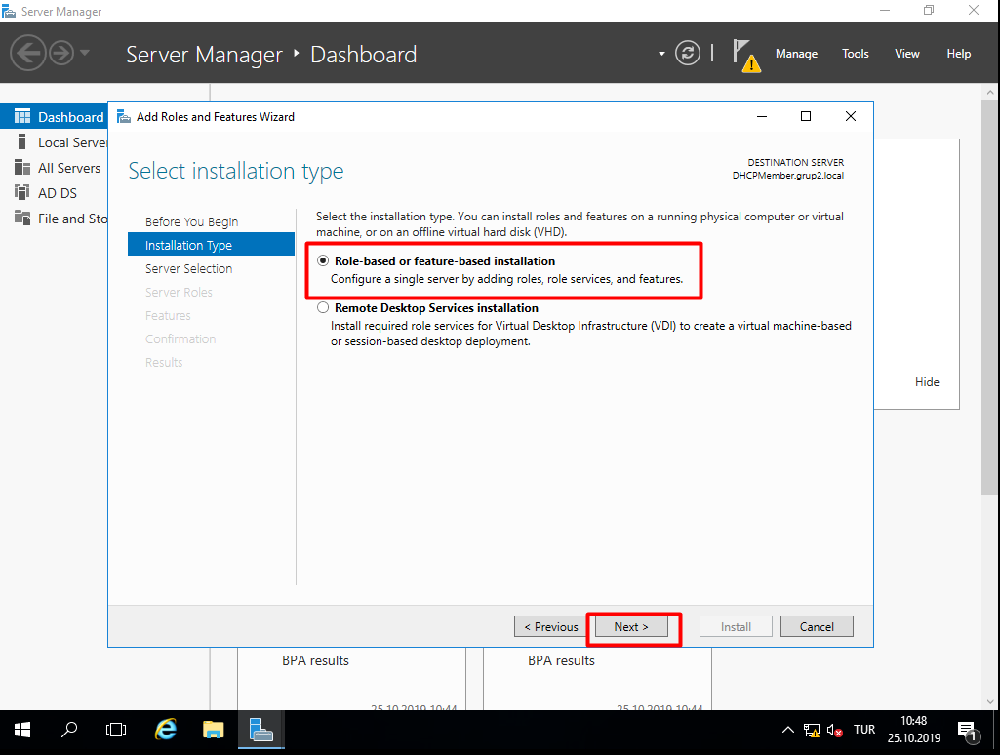 Server Manager
Server Manager ‣ Dashboard
Manage
Tools
View
Help
Dashboard
Local Serve
All Servers
AD DS
File and Sto
Add Roles and Features Wizard
Select installation type
DESTINATION SERVER
DHCPMember.grup2.local
Before You Begin
Installation Type
Server Selection
Server Roles
Features
Confirmation
Results
Select the installation type. You can install roles and features on a running physical computer or virtual
machine, or on an offline virtual hard disk (VHD).
Role-based or feature-based installation
Configure a single server by adding roles, role services, and features.
Remote Desktop Services installation
Install required role services for Virtual Desktop Infrastructure (VDI) to create a virtual machine-based
or session-based desktop deployment.
Hide
< Previous
Next >
Install
Cancel
BPA results
BPA results
25.10.2019 10:44
25.10.2019 10:44
TUR
10:48
25.10.2019
1